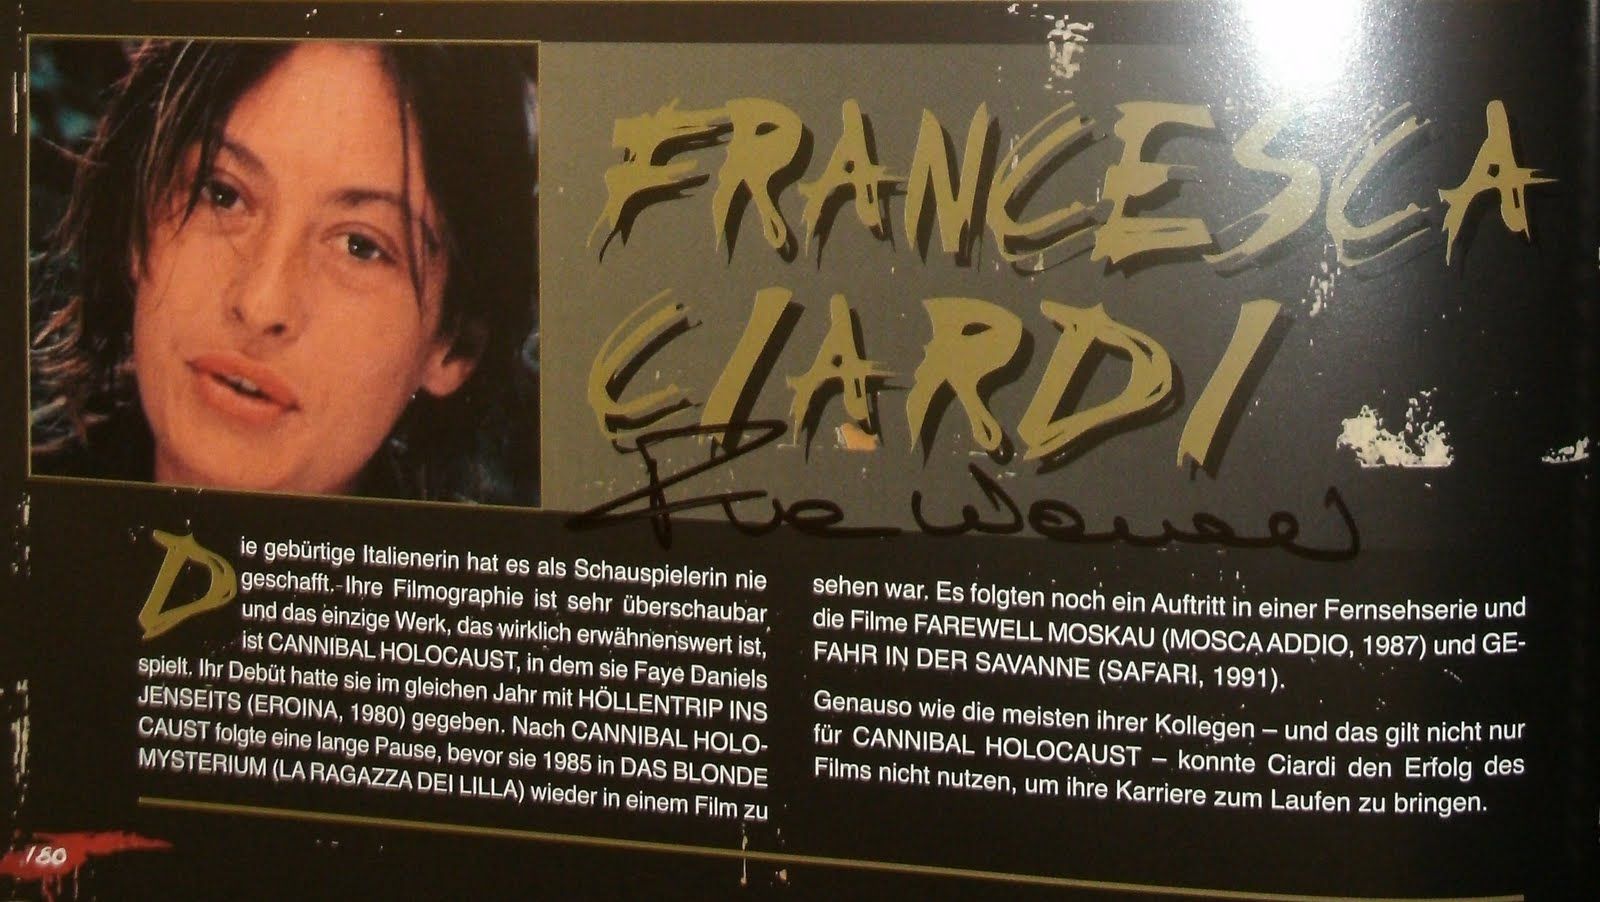 FRANCESCA
CIARDI
Die gebürtige Italienerin hat es als Schauspielerin nie
geschafft. Ihre Filmographie ist sehr überschaubar
und das einzige Werk, das wirklich erwähnenswert ist,
ist CANNIBAL HOLOCAUST, in dem sie Faye Daniels
spielt. Ihr Debüt hatte sie im gleichen Jahr mit HÖLLENTRIP INS
JENSEITS (EROINA, 1980) gegeben. Nach CANNIBAL HOLO-
CAUST folgte eine lange Pause, bevor sie 1985 in DAS BLONDE
MYSTERIUM (LA RAGAZZA DEI LILLA) wieder in einem Film zu
sehen war. Es folgten noch ein Auftritt in einer Fernsehserie und
die Filme FAREWELL MOSKAU (MOSCA ADDIO, 1987) und GE-
FAHR IN DER SAVANNE (SAFARI, 1991).
Genauso wie die meisten ihrer Kollegen – und das gilt nicht nur
für CANNIBAL HOLOCAUST – konnte Ciardi den Erfolg des
Films nicht nutzen, um ihre Karriere zum Laufen zu bringen.
180